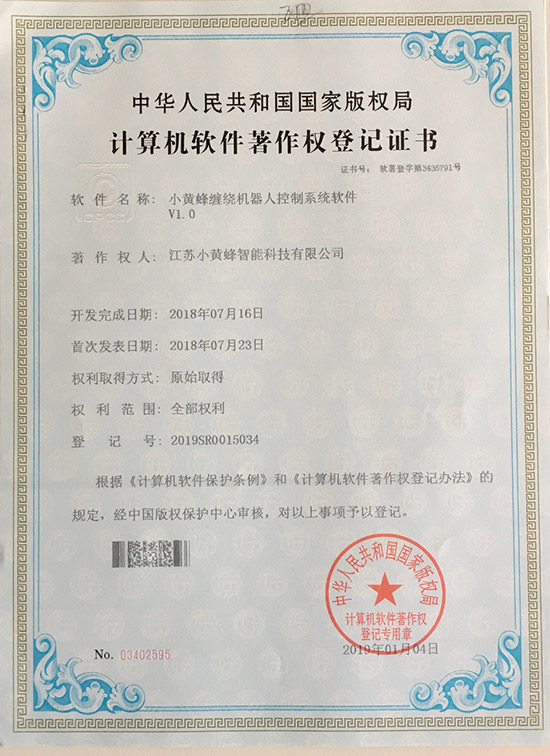 中华人民共和国国家版权局
计算机软件著作权登记证书
证书号： 软著登字第3435791号
软件名称： 小黄蜂缠绕机器人控制系统软件
V1.0
著作权人： 江苏小黄蜂智能科技有限公司
开发完成日期： 2018年07月16日
首次发表日期： 2018年07月23日
权利取得方式： 原始取得
权利范围： 全部权利
登记号： 2019SR0015034
根据《计算机软件保护条例》和《计算机软件著作权登记办法》的
规定，经中国版权保护中心审核，对以上事项予以登记。
中华人民共和国国家版权局
计算机软件著作权
登记专用章
2019年01月04日
No. 03402595